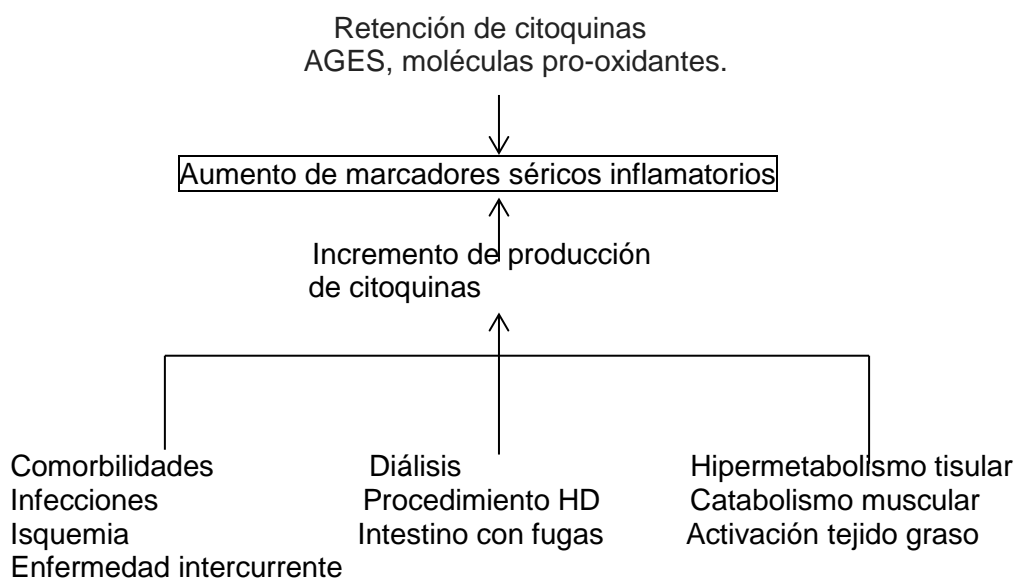 Retención de citoquinas
AGES, moléculas pro-oxidantes.
Aumento de marcadores séricos inflamatorios
Incremento de producción
de citoquinas
Comorbilidades
Infecciones
Isquemia
Enfermedad intercurrente
Diálisis
Procedimiento HD
Intestino con fugas
Hipermetabolismo tisular
Catabolismo muscular
Activación tejido graso